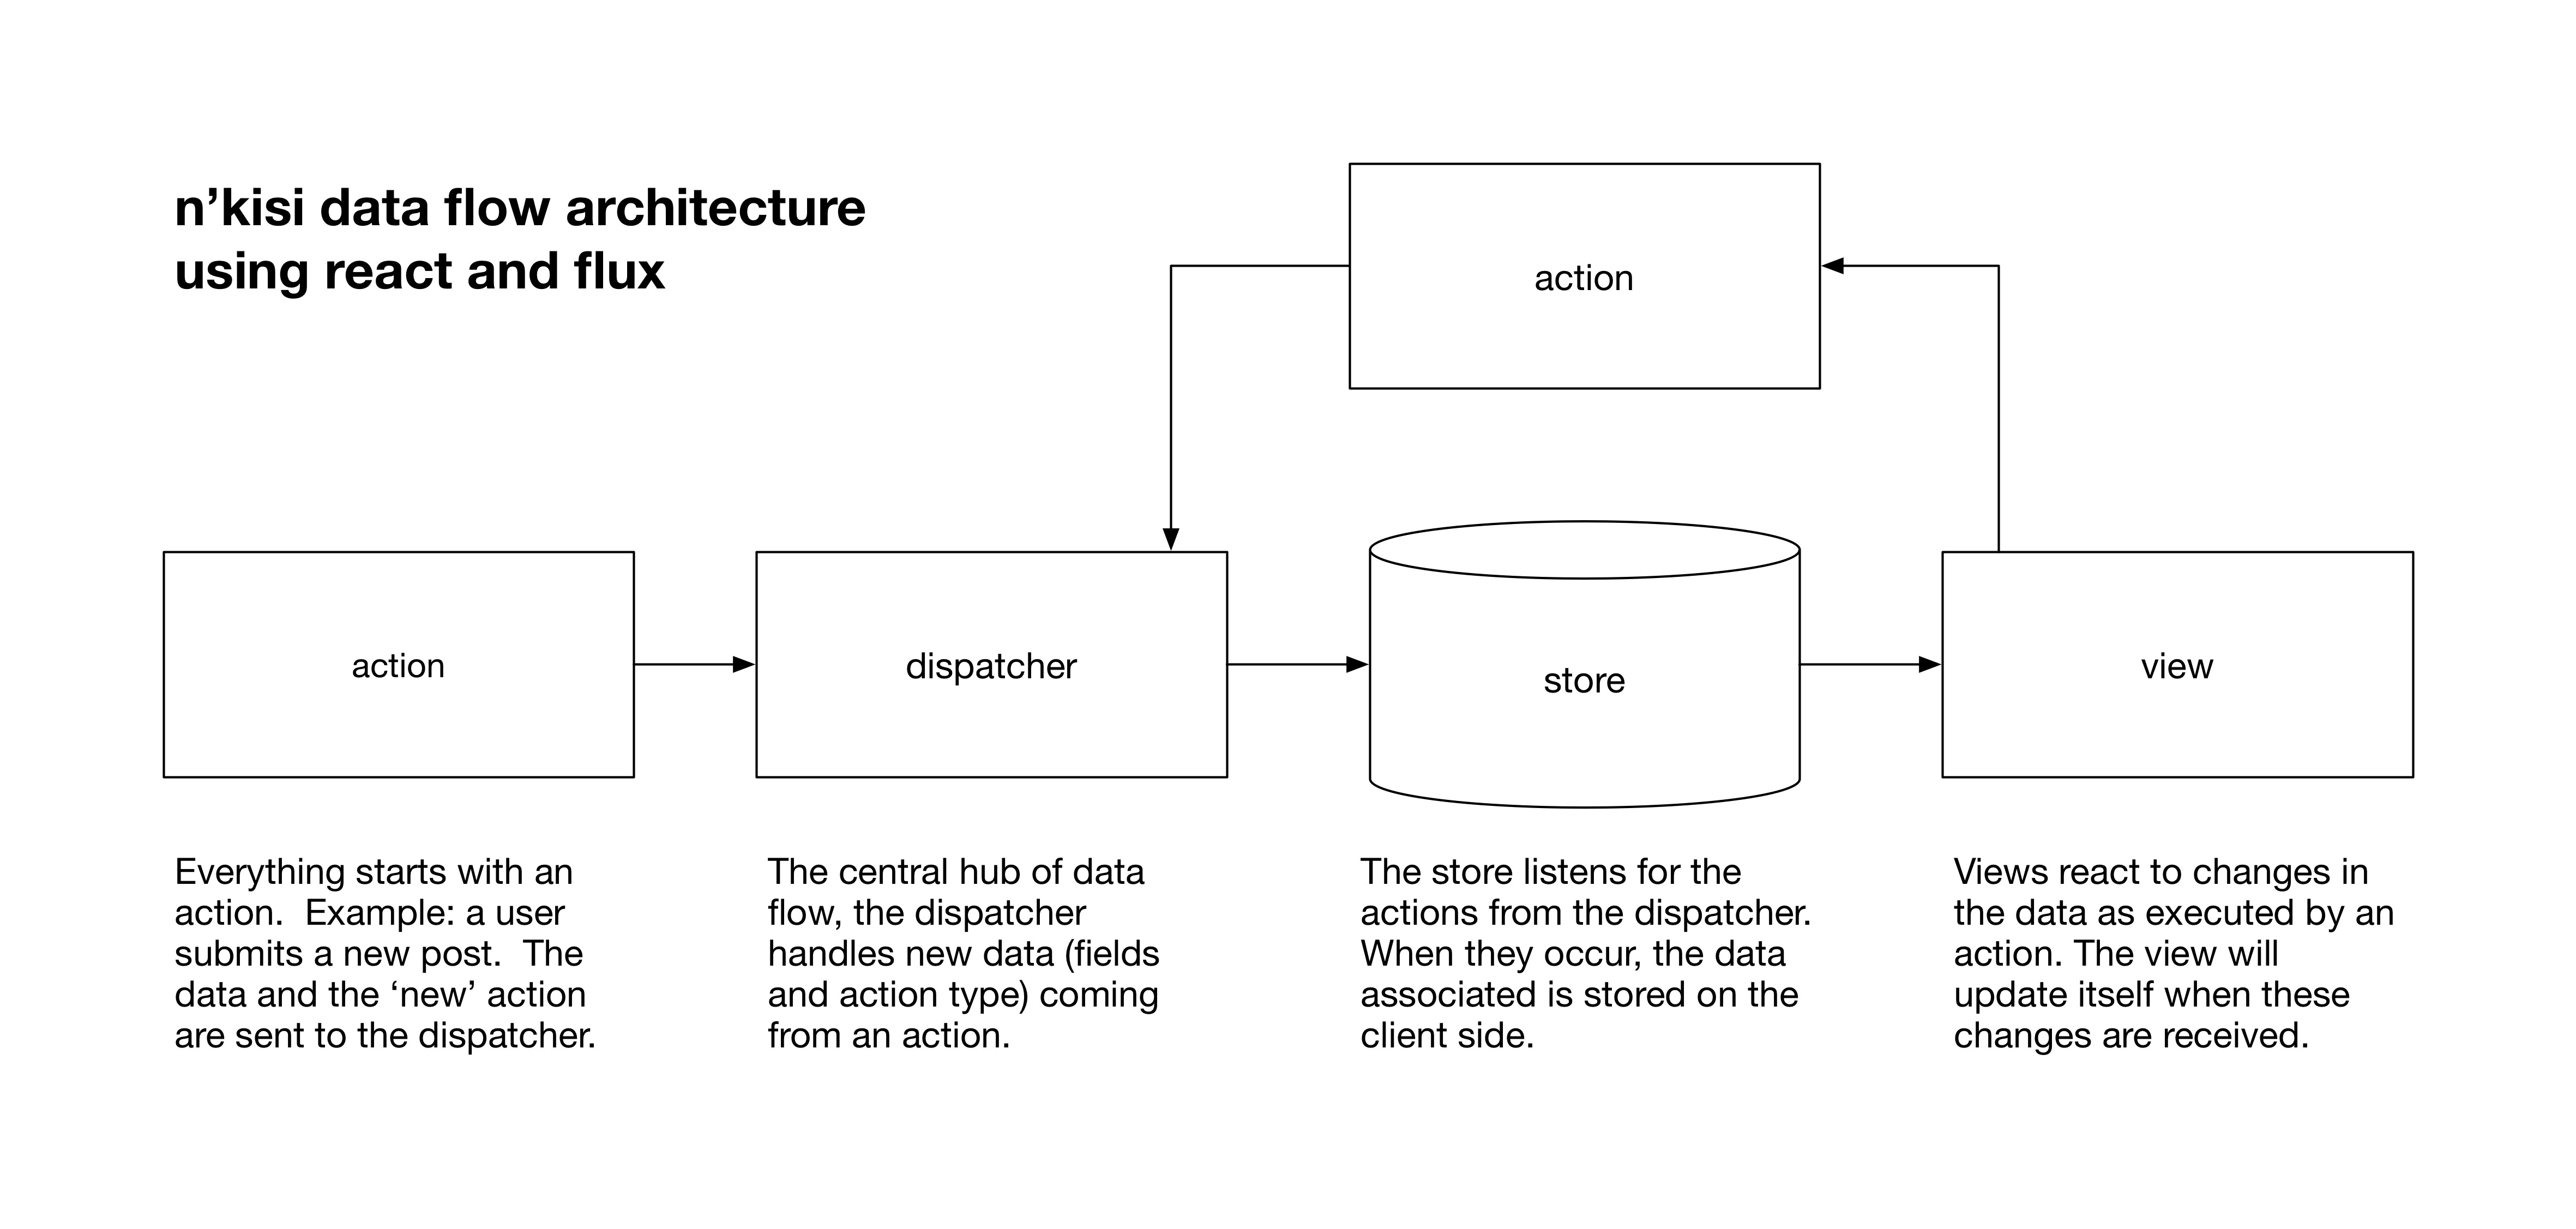 n’kisi data flow architecture
using react and flux
action
action
dispatcher
store
view
Everything starts with an
action.  Example: a user
submits a new post.  The
data and the ‘new’ action
are sent to the dispatcher.
The central hub of data
flow, the dispatcher
handles new data (fields
and action type) coming
from an action.
The store listens for the
actions from the dispatcher.
When they occur, the data
associated is stored on the
client side.
Views react to changes in
the data as executed by an
action. The view will
update itself when these
changes are received.